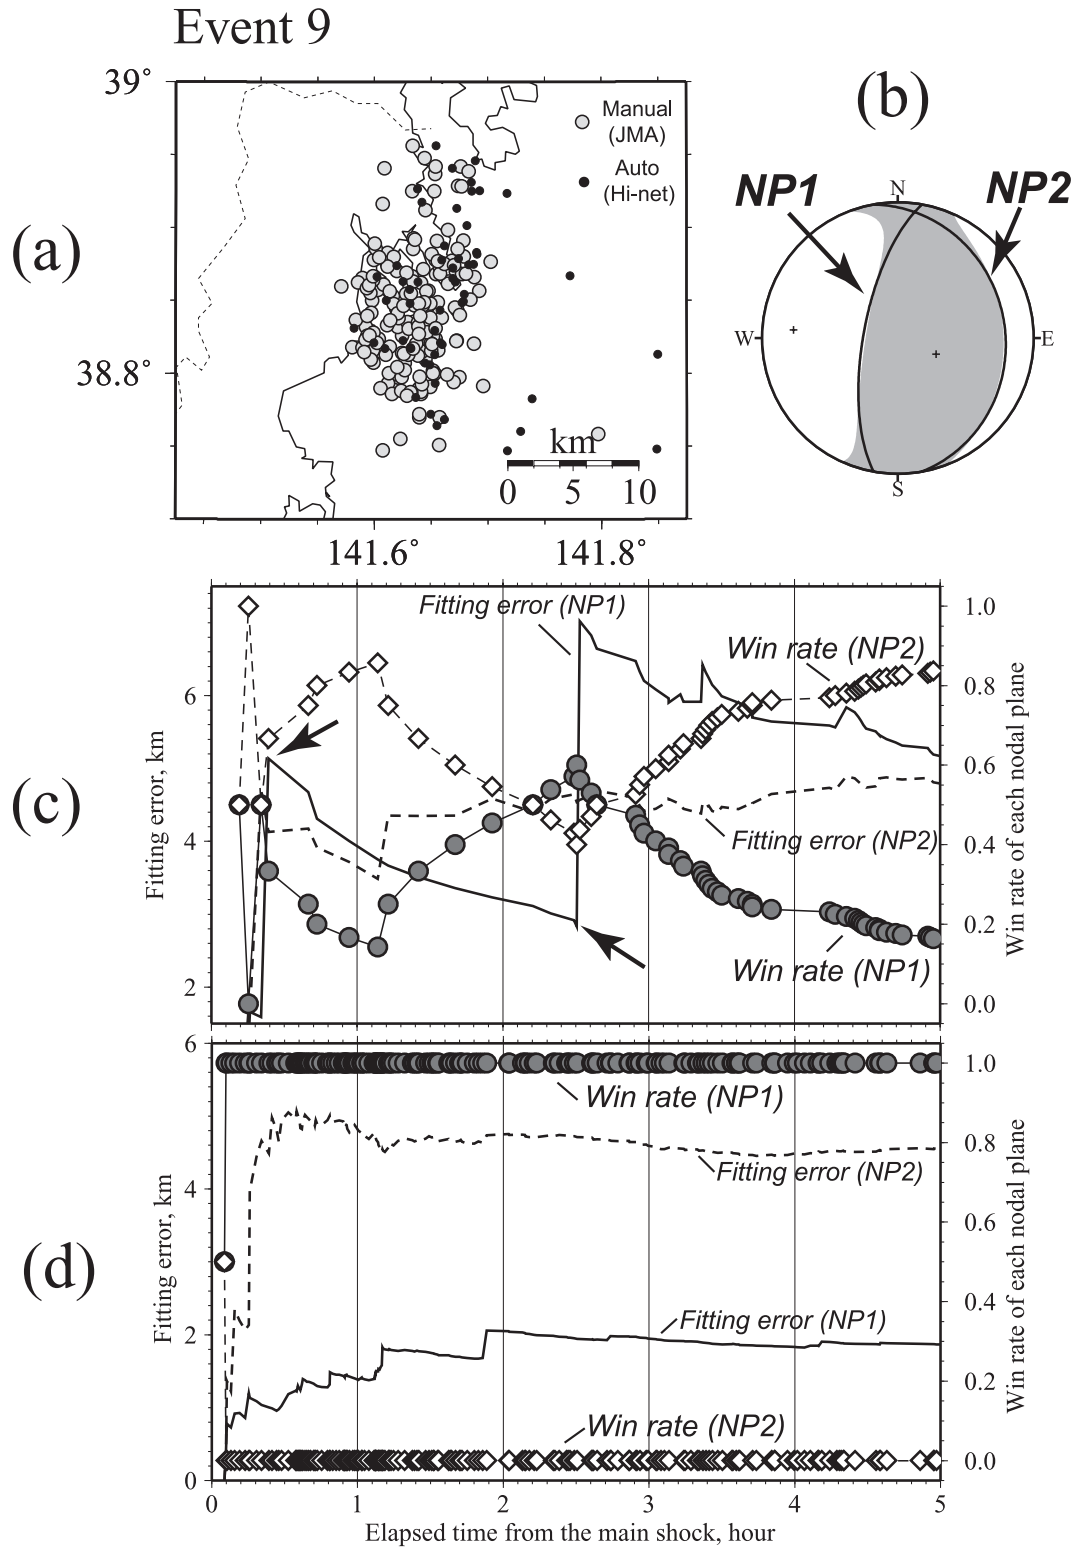 Event 9
(a)
39°
38.8°
141.6°
141.8°
Manual
(JMA)
Auto
(Hi-net)
km
0 5 10
(b)
NP1
NP2
N
W
E
S
(c)
Fitting error, km
6
4
2
Fitting error (NP1)
Win rate (NP2)
Fitting error (NP2)
Win rate (NP1)
1.0
0.8
0.6
0.4
0.2
0.0
Win rate of each nodal plane
(d)
Fitting error, km
6
4
2
0
Win rate (NP1)
Fitting error (NP2)
Fitting error (NP1)
Win rate (NP2)
1.0
0.8
0.6
0.4
0.2
0.0
Win rate of each nodal plane
0 1 2 3 4 5
Elapsed time from the main shock, hour